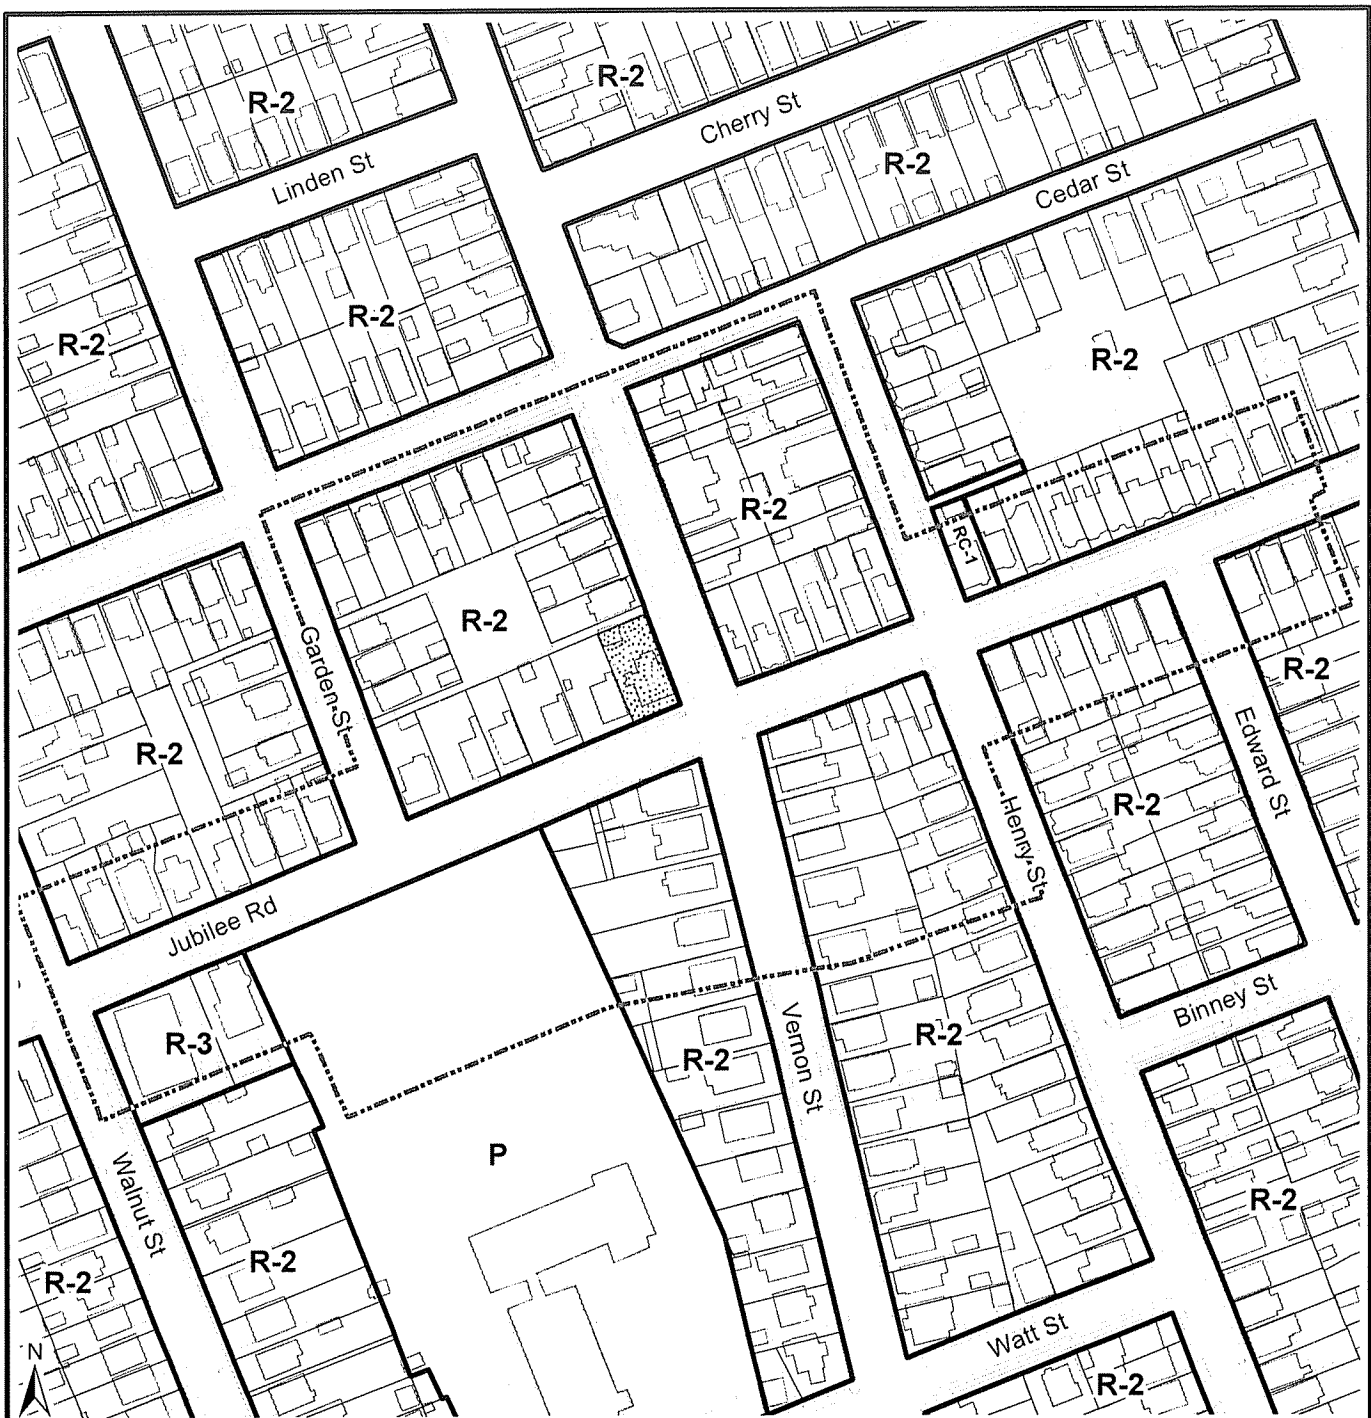 R-2
R-2
Cherry St
Linden St
R-2
Cedar St
R-2
R-2
R-2
R-2
RC-1
R-2
Garden St
R-2
R-2
Edward St
R-2
Henry St
Jubilee Rd
Binney St
R-3
R-2
Vernon St
R-2
P
Walnut St
R-2
R-2
R-2
Watt St
N
R-2